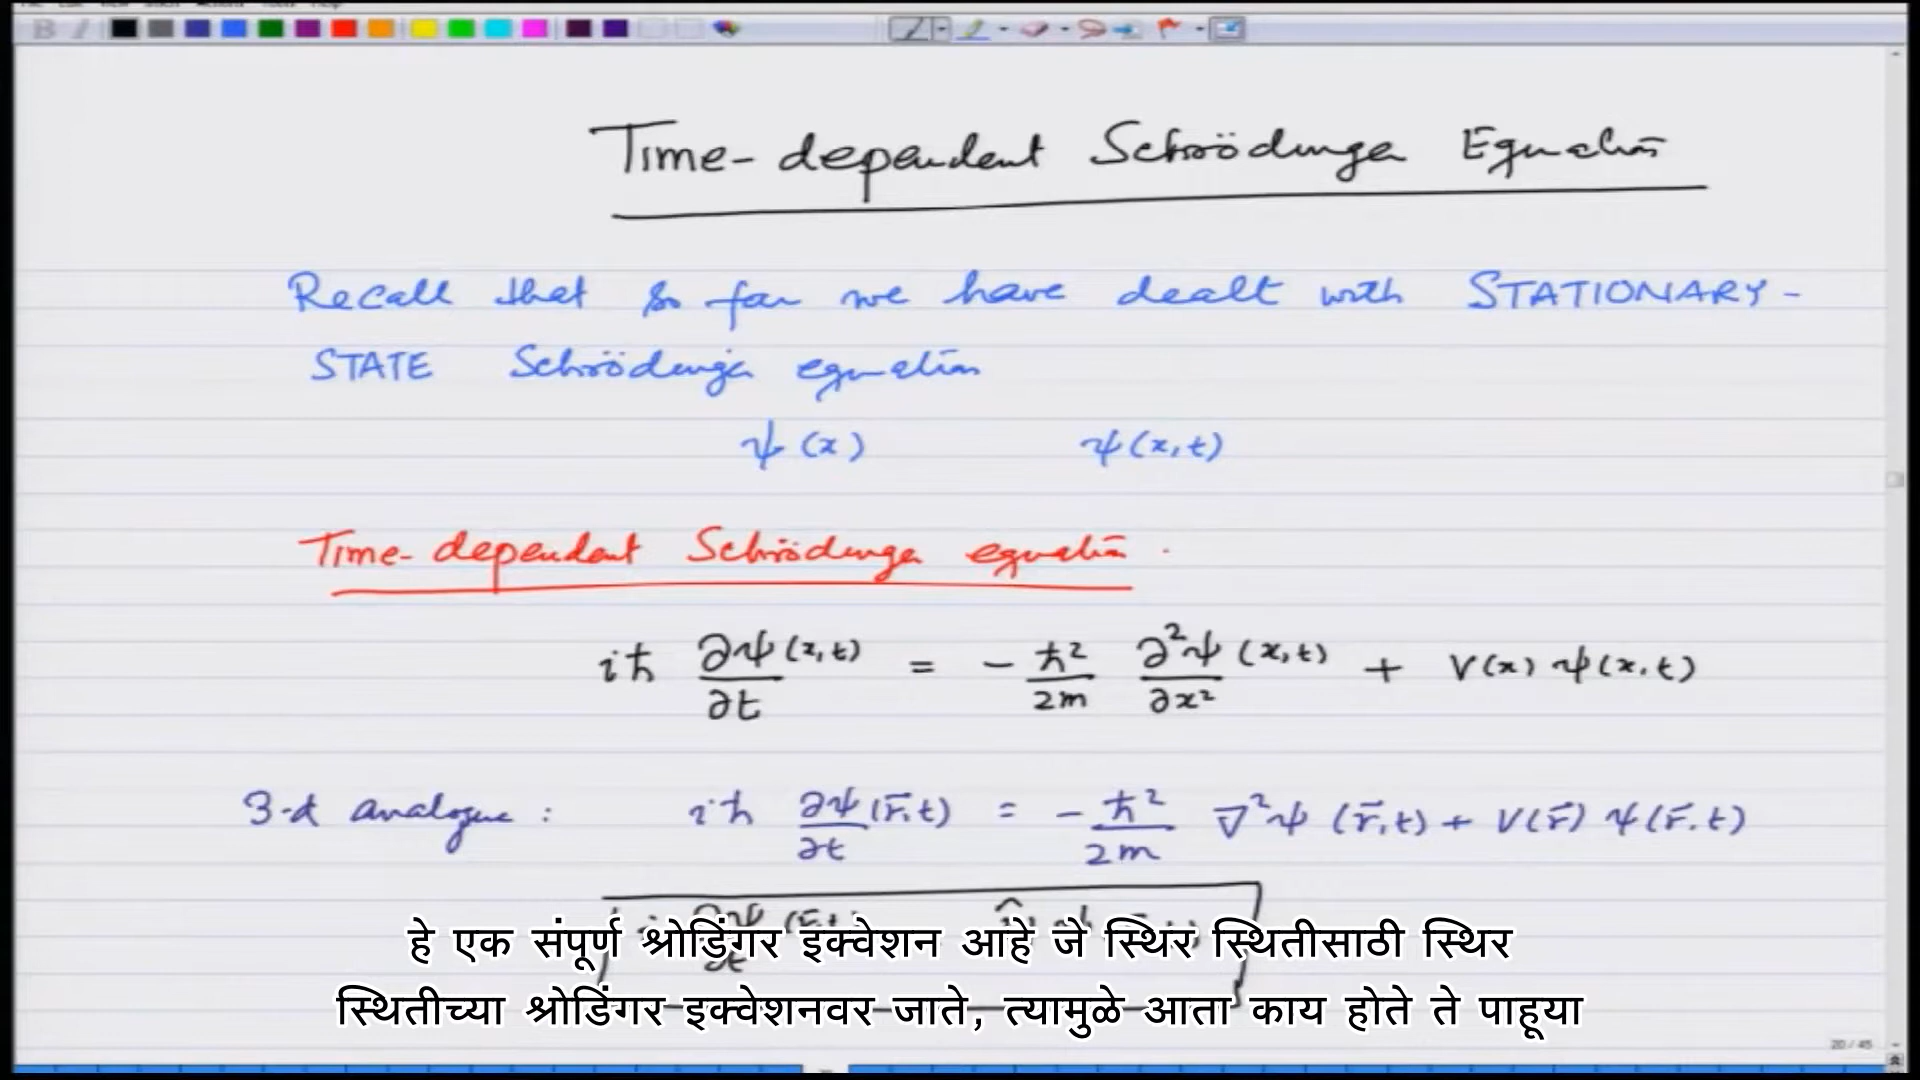 Time-dependent Schrödinger Equation
Recall that so far we have dealt with STATIONARY-
STATE Schrödinger equation
ψ(x) ψ(x,t)
Time-dependent Schrödinger equation.
iħ ∂ψ(x,t)/∂t = -ħ²/2m ∂²ψ(x,t)/∂x² + V(x) ψ(x,t)
3-d analogue: iħ ∂ψ(r⃗,t)/∂t = -ħ²/2m ∇²ψ(r⃗,t) + V(r⃗) ψ(r⃗,t)
हे एक संपूर्ण श्रोडिंगर इक्वेशन आहे जे स्थिर स्थितीसाठी स्थिर
स्थितीच्या श्रोडिंगर इक्वेशनवर जाते, त्यामुळे आता काय होते ते पाहूया
20 / 45